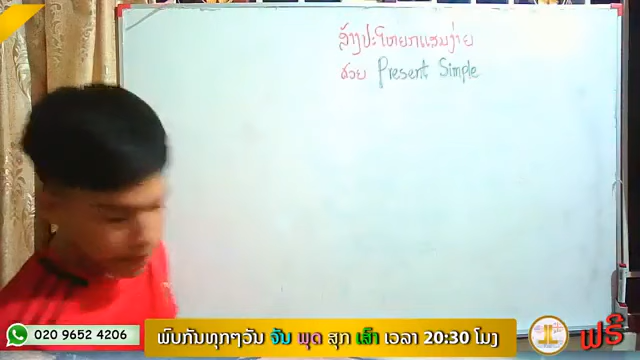 ສ້າງປະໂຫຍກແສນງ່າຍ
ດ້ວຍ Present Simple
020 9652 4206
ພົບກັນທຸກໆວັນ ຈັນ ພຸດ ສຸກ ເສົາ ເວລາ 20:30 ໂມງ
ຟຣີ